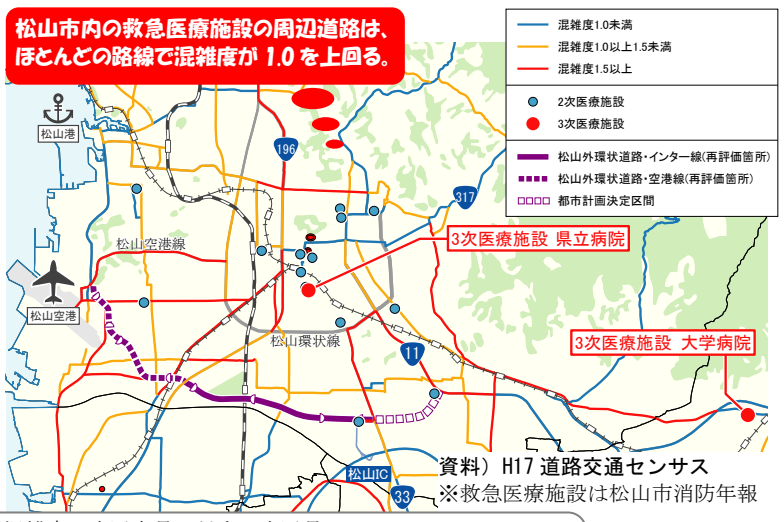 松山市内の救急医療施設の周辺道路は、
ほとんどの路線で混雑度が 1.0 を上回る。
混雑度1.0未満
混雑度1.0以上1.5未満
混雑度1.5以上
2次医療施設
3次医療施設
松山外環状道路・インター線(再評価箇所)
松山外環状道路・空港線(再評価箇所)
都市計画決定区間
松山港
196
317
松山空港線
3次医療施設 県立病院
松山空港
松山環状線
11
3次医療施設 大学病院
松山IC
33
資料）H17 道路交通センサス
※救急医療施設は松山市消防年報